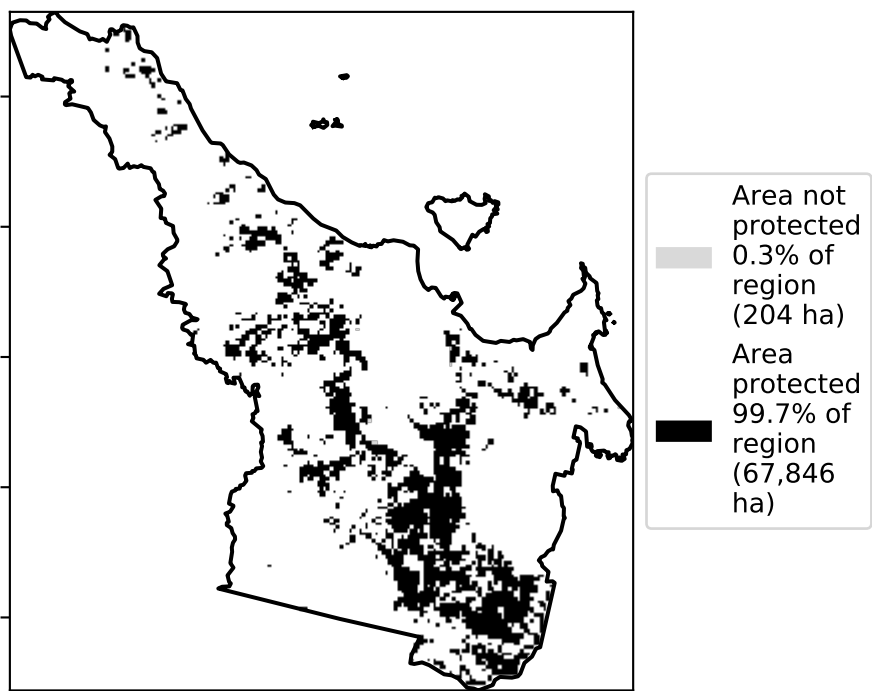 Area not
protected
0.3% of
region
(204 ha)
Area
protected
99.7% of
region
(67,846
ha)